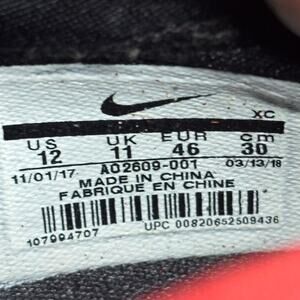 XC
US UK EUR cm
12 11 46 30
11/01/17 AO2609-001 03/13/18
MADE IN CHINA
FABRIQUE EN CHINE
107994707 UPC 00820652509436